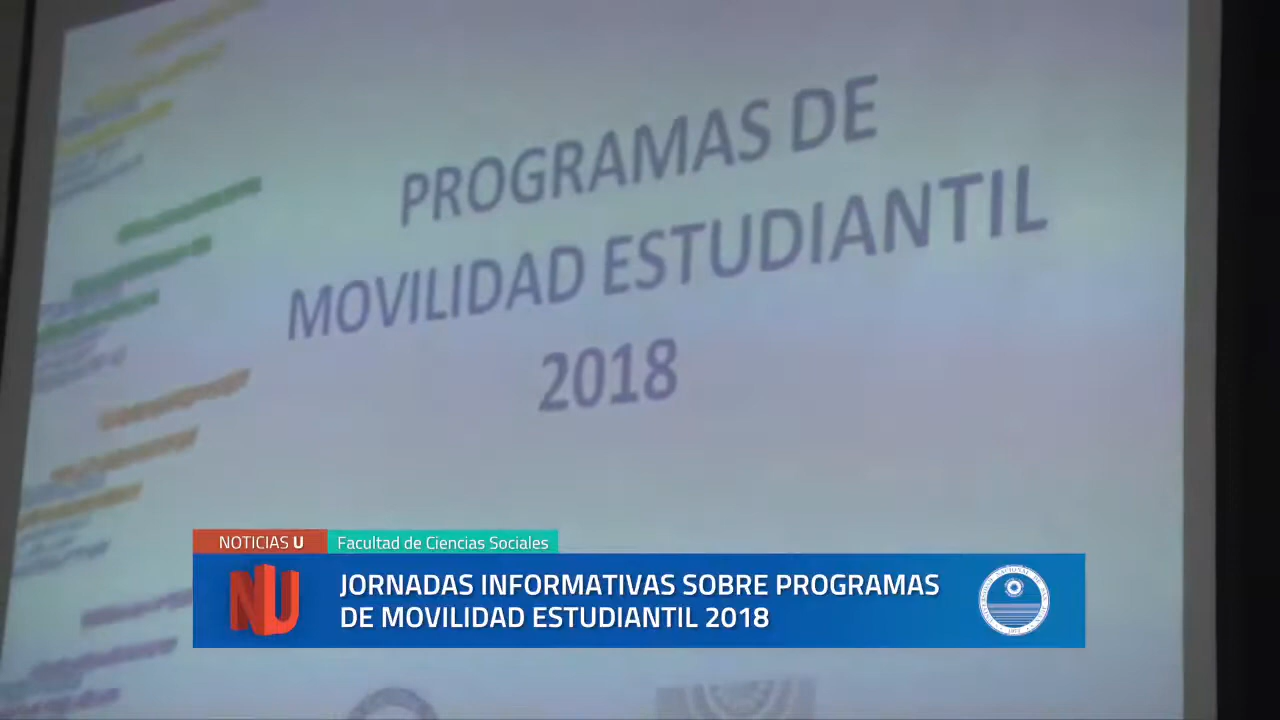 PROGRAMAS DE
MOVILIDAD ESTUDIANTIL
2018
NOTICIAS U
Facultad de Ciencias Sociales
NU
JORNADAS INFORMATIVAS SOBRE PROGRAMAS
DE MOVILIDAD ESTUDIANTIL 2018